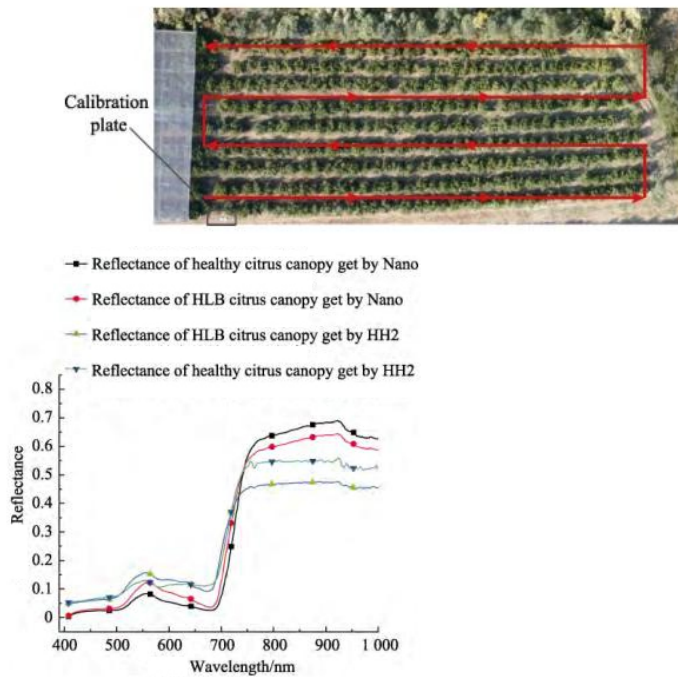 Calibration
plate
Reflectance of healthy citrus canopy get by Nano
Reflectance of HLB citrus canopy get by Nano
Reflectance of HLB citrus canopy get by HH2
Reflectance of healthy citrus canopy get by HH2
0.8
0.7
0.6
0.5
0.4
0.3
0.2
0.1
0
Reflectance
400 500 600 700 800 900 1 000
Wavelength/nm